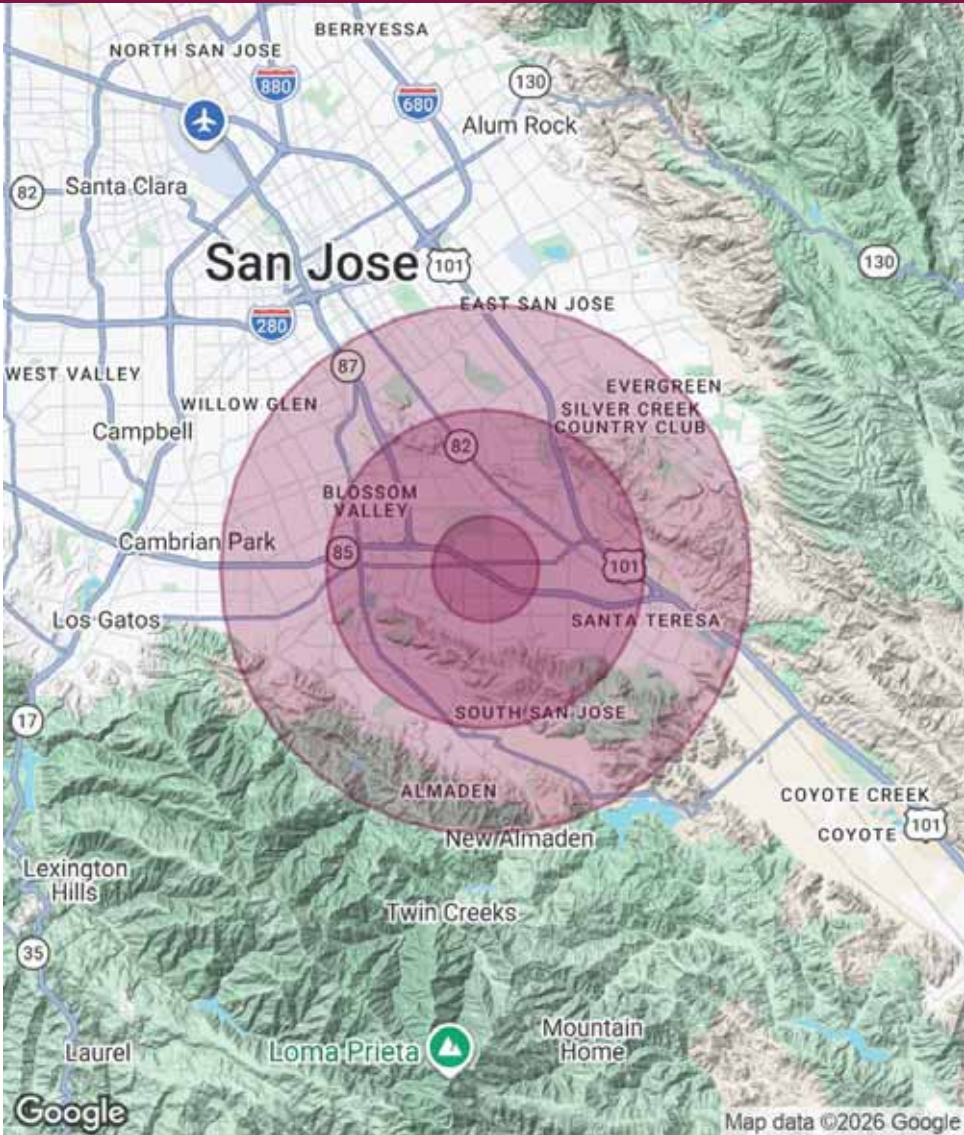 BERRYESSA
NORTH SAN JOSE
880
680
130
Alum Rock
82
Santa Clara
San Jose
101
130
EAST SAN JOSE
280
87
WEST VALLEY
EVERGREEN
WILLOW GLEN
SILVER CREEK
COUNTRY CLUB
Campbell
82
BLOSSOM
VALLEY
Cambrian Park
85
101
Los Gatos
SANTA TERESA
17
SOUTH SAN JOSE
ALMADEN
COYOTE CREEK
New Almaden
COYOTE
101
Lexington
Hills
Twin Creeks
35
Mountain
Home
Laurel
Loma Prieta
Google
Map data ©2026 Google